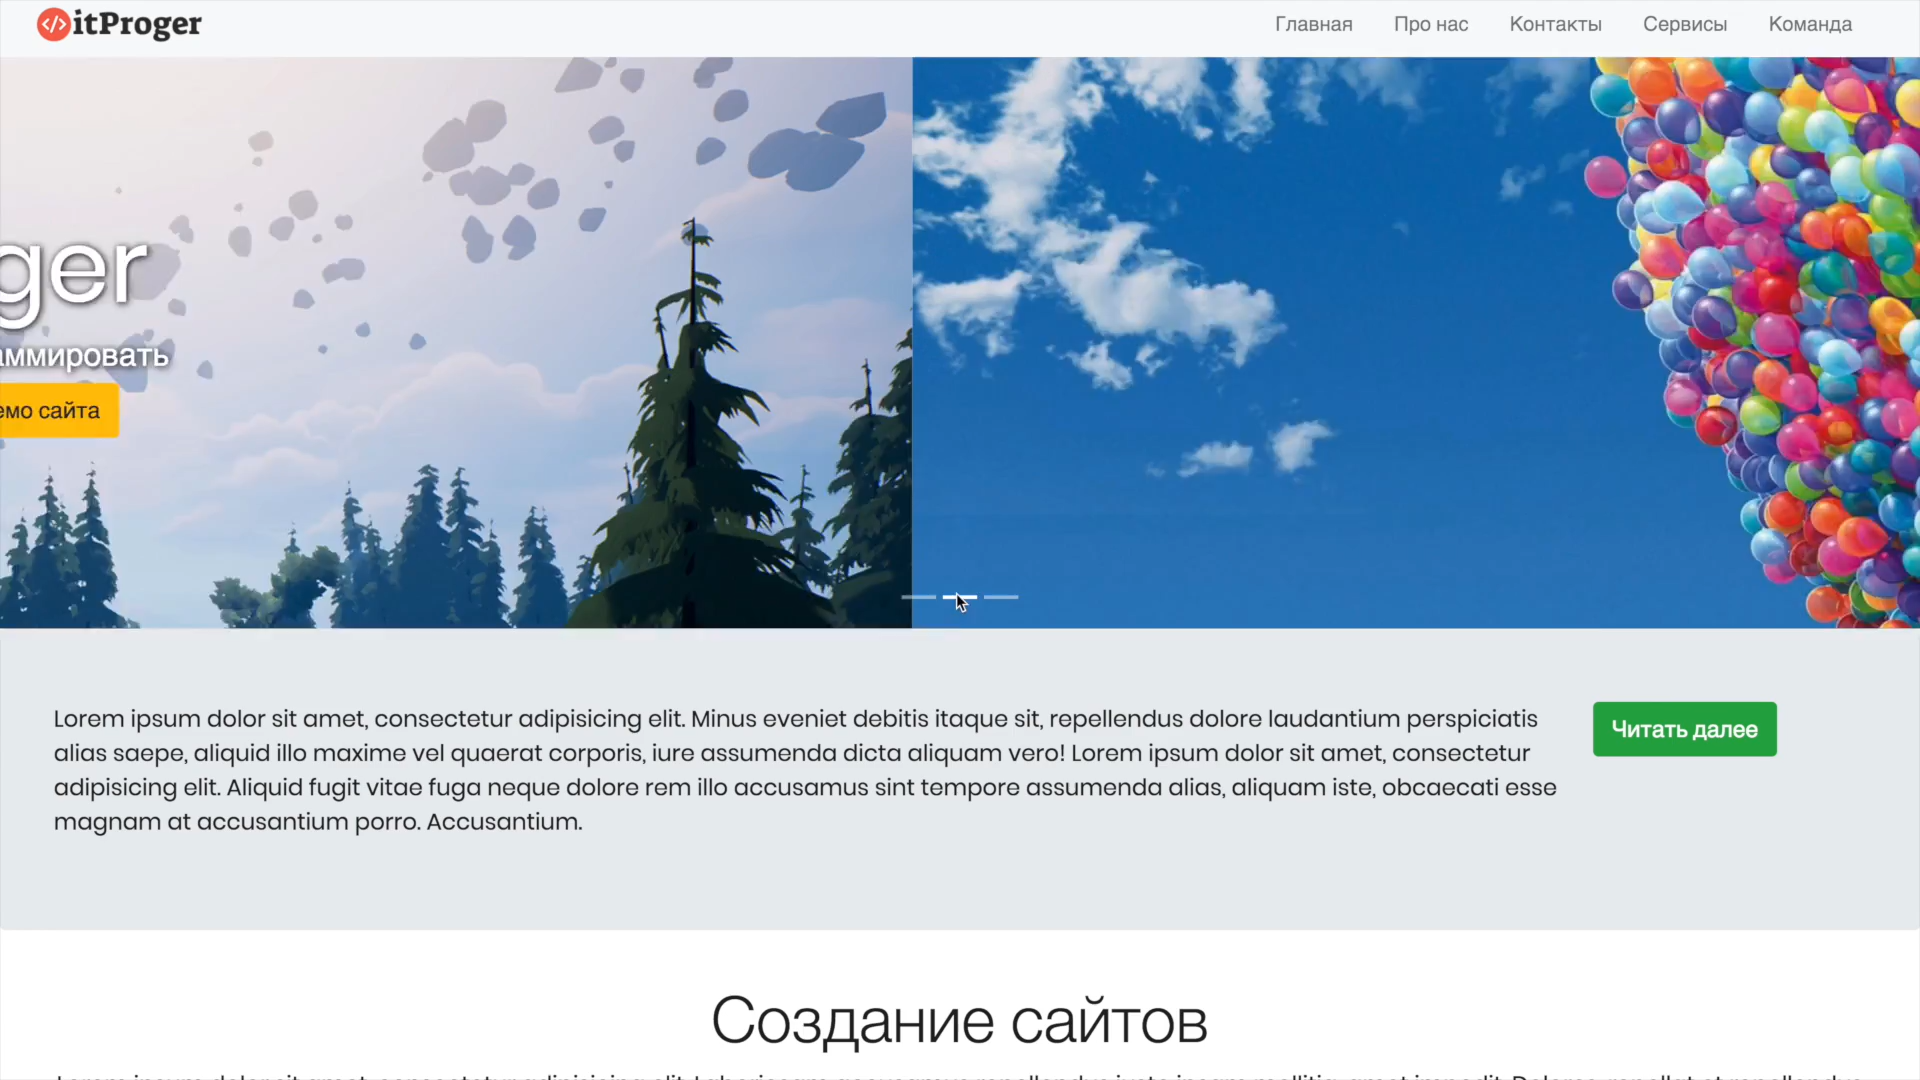 itProger
Главная Про нас Контакты Сервисы Команда
ger
аммировать
емо сайта
Lorem ipsum dolor sit amet, consectetur adipisicing elit. Minus eveniet debitis itaque sit, repellendus dolore laudantium perspiciatis
alias saepe, aliquid illo maxime vel quaerat corporis, iure assumenda dicta aliquam vero! Lorem ipsum dolor sit amet, consectetur
adipisicing elit. Aliquid fugit vitae fuga neque dolore rem illo accusamus sint tempore assumenda alias, aliquam iste, obcaecati esse
magnam at accusantium porro. Accusantium.
Читать далее
Создание сайтов